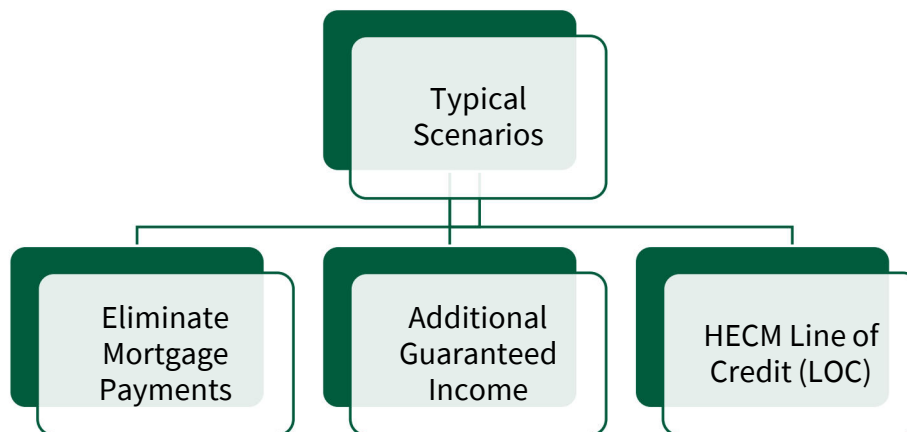 Typical
Scenarios
Eliminate
Mortgage
Payments
Additional
Guaranteed
Income
HECM Line of
Credit (LOC)